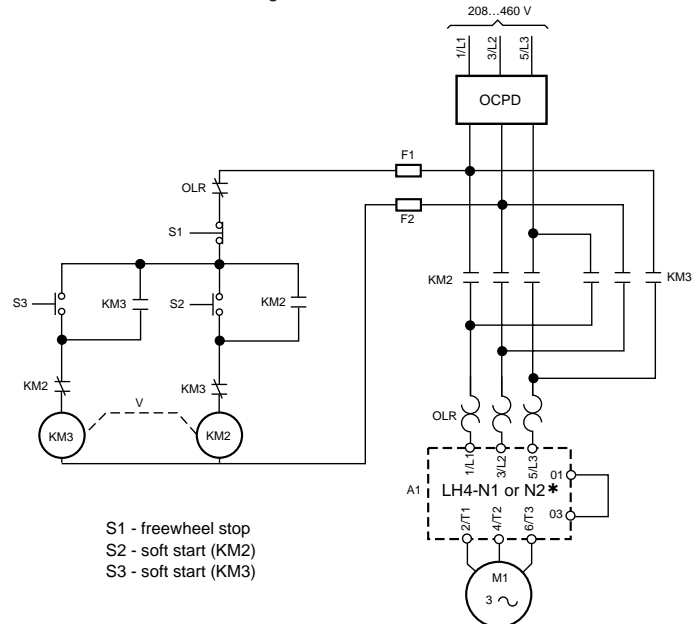 208...460 V
1/L1
3/L2
5/L3
OCPD
F1
OLR
F2
S1
KM2
KM3
S3
KM3
S2
KM2
KM2
KM3
V
OLR
KM3
KM2
1/L1
3/L2
5/L3
01
A1
LH4-N1 or N2*
03
2/T1
4/T2
6/T3
S1 - freewheel stop
S2 - soft start (KM2)
S3 - soft start (KM3)
M1
3 ~